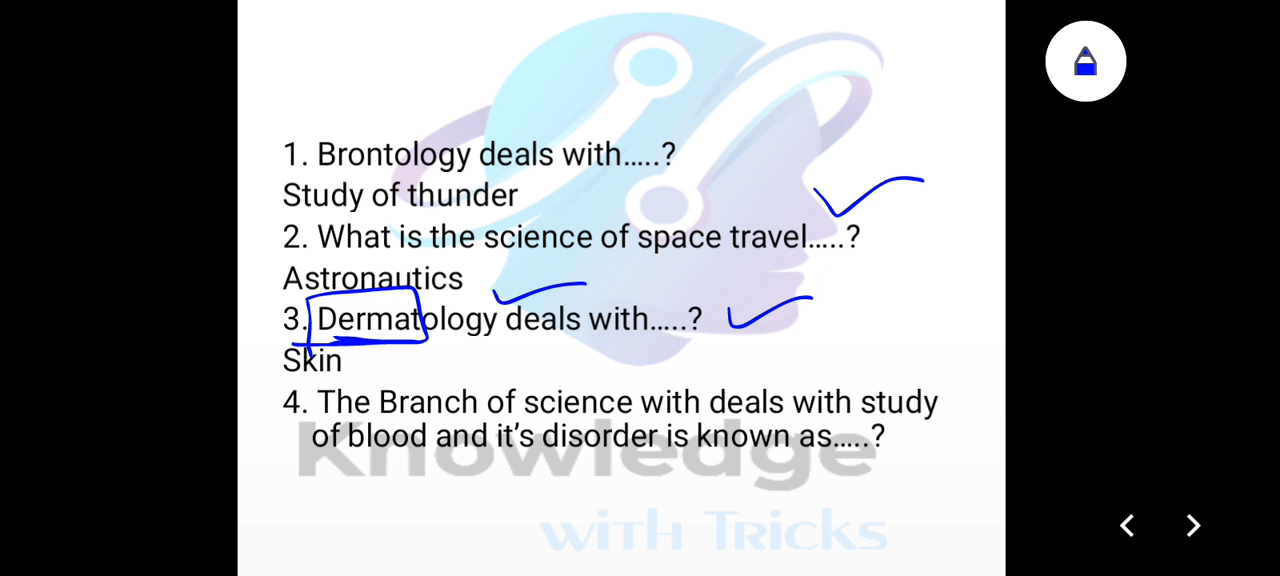 1. Brontology deals with.....?
Study of thunder
2. What is the science of space travel.....?
Astronautics
3. Dermatology deals with.....?
Skin
4. The Branch of science with deals with study
of blood and it’s disorder is known as.....?
Knowledge
with Tricks